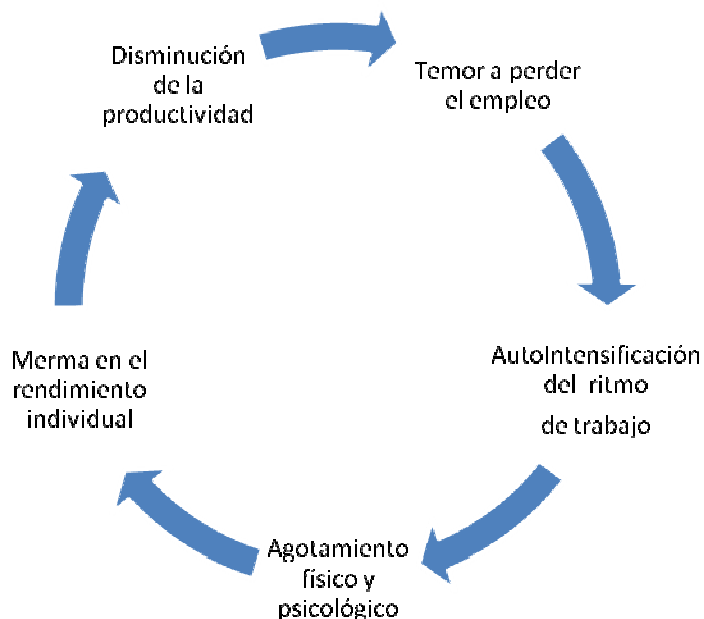 Disminución
de la
productividad
Temor a perder
el empleo
AutoIntensificación
del ritmo
de trabajo
Agotamiento
físico y
psicológico
Merma en el
rendimiento
individual